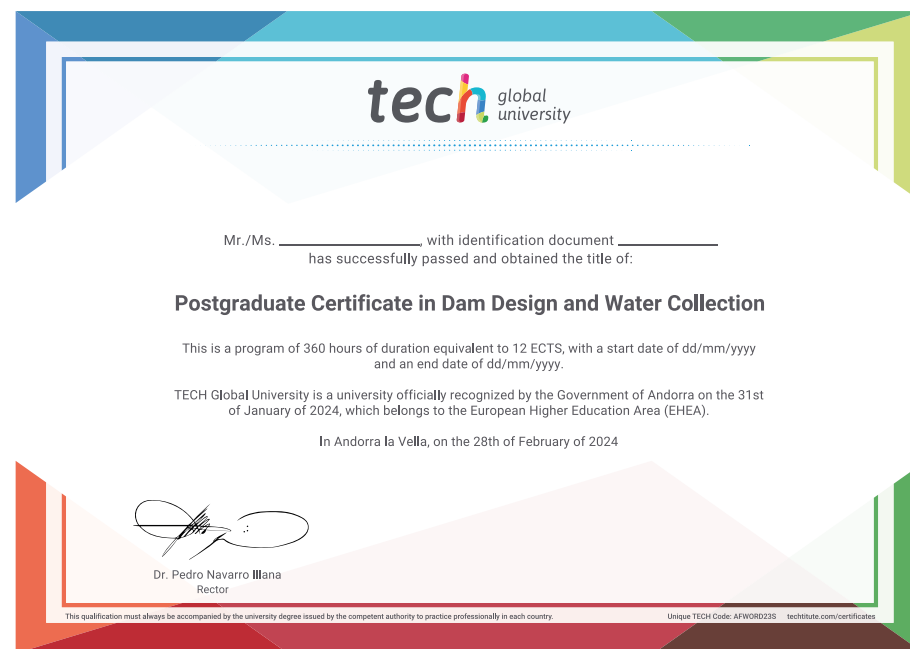 tech global university
Mr./Ms. ____________________, with identification document ______________
has successfully passed and obtained the title of:
Postgraduate Certificate in Dam Design and Water Collection
This is a program of 360 hours of duration equivalent to 12 ECTS, with a start date of dd/mm/yyyy
and an end date of dd/mm/yyyy.
TECH Global University is a university officially recognized by the Government of Andorra on the 31st
of January of 2024, which belongs to the European Higher Education Area (EHEA).
In Andorra la Vella, on the 28th of February of 2024
Dr. Pedro Navarro Illana
Rector
This qualification must always be accompanied by the university degree issued by the competent authority to practice professionally in each country.
Unique TECH Code: AFWORD23S techtitute.com/certificates